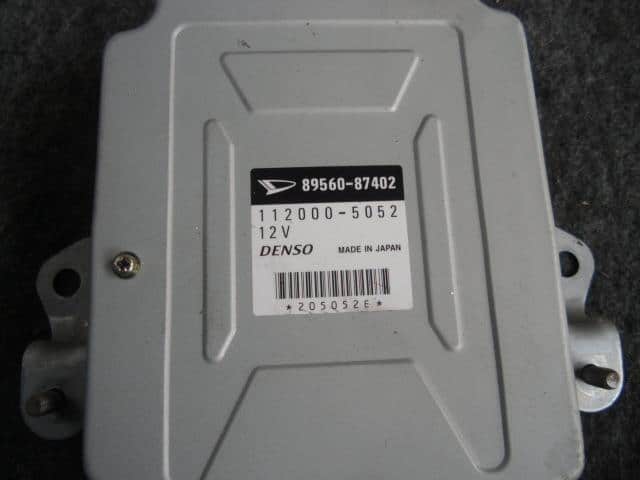 89560-87402
112000-5052
12V
DENSO MADE IN JAPAN
*205052E*